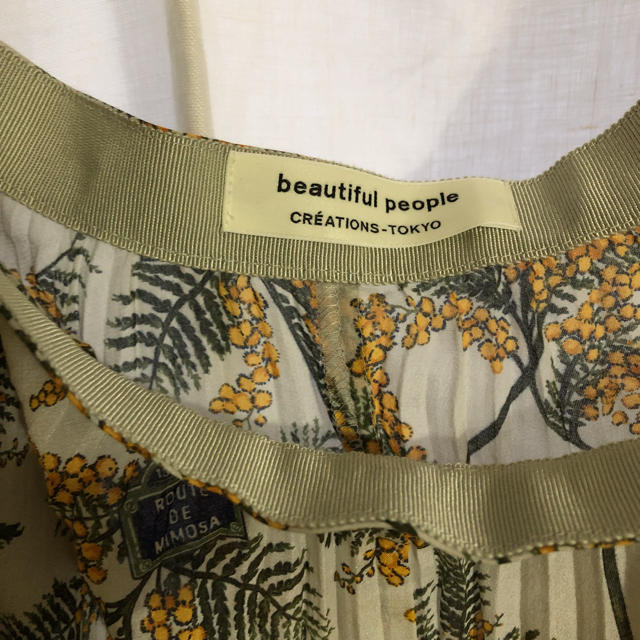 beautiful people
CRÉATIONS-TOKYO
ROUTE
DE
MIMOSA